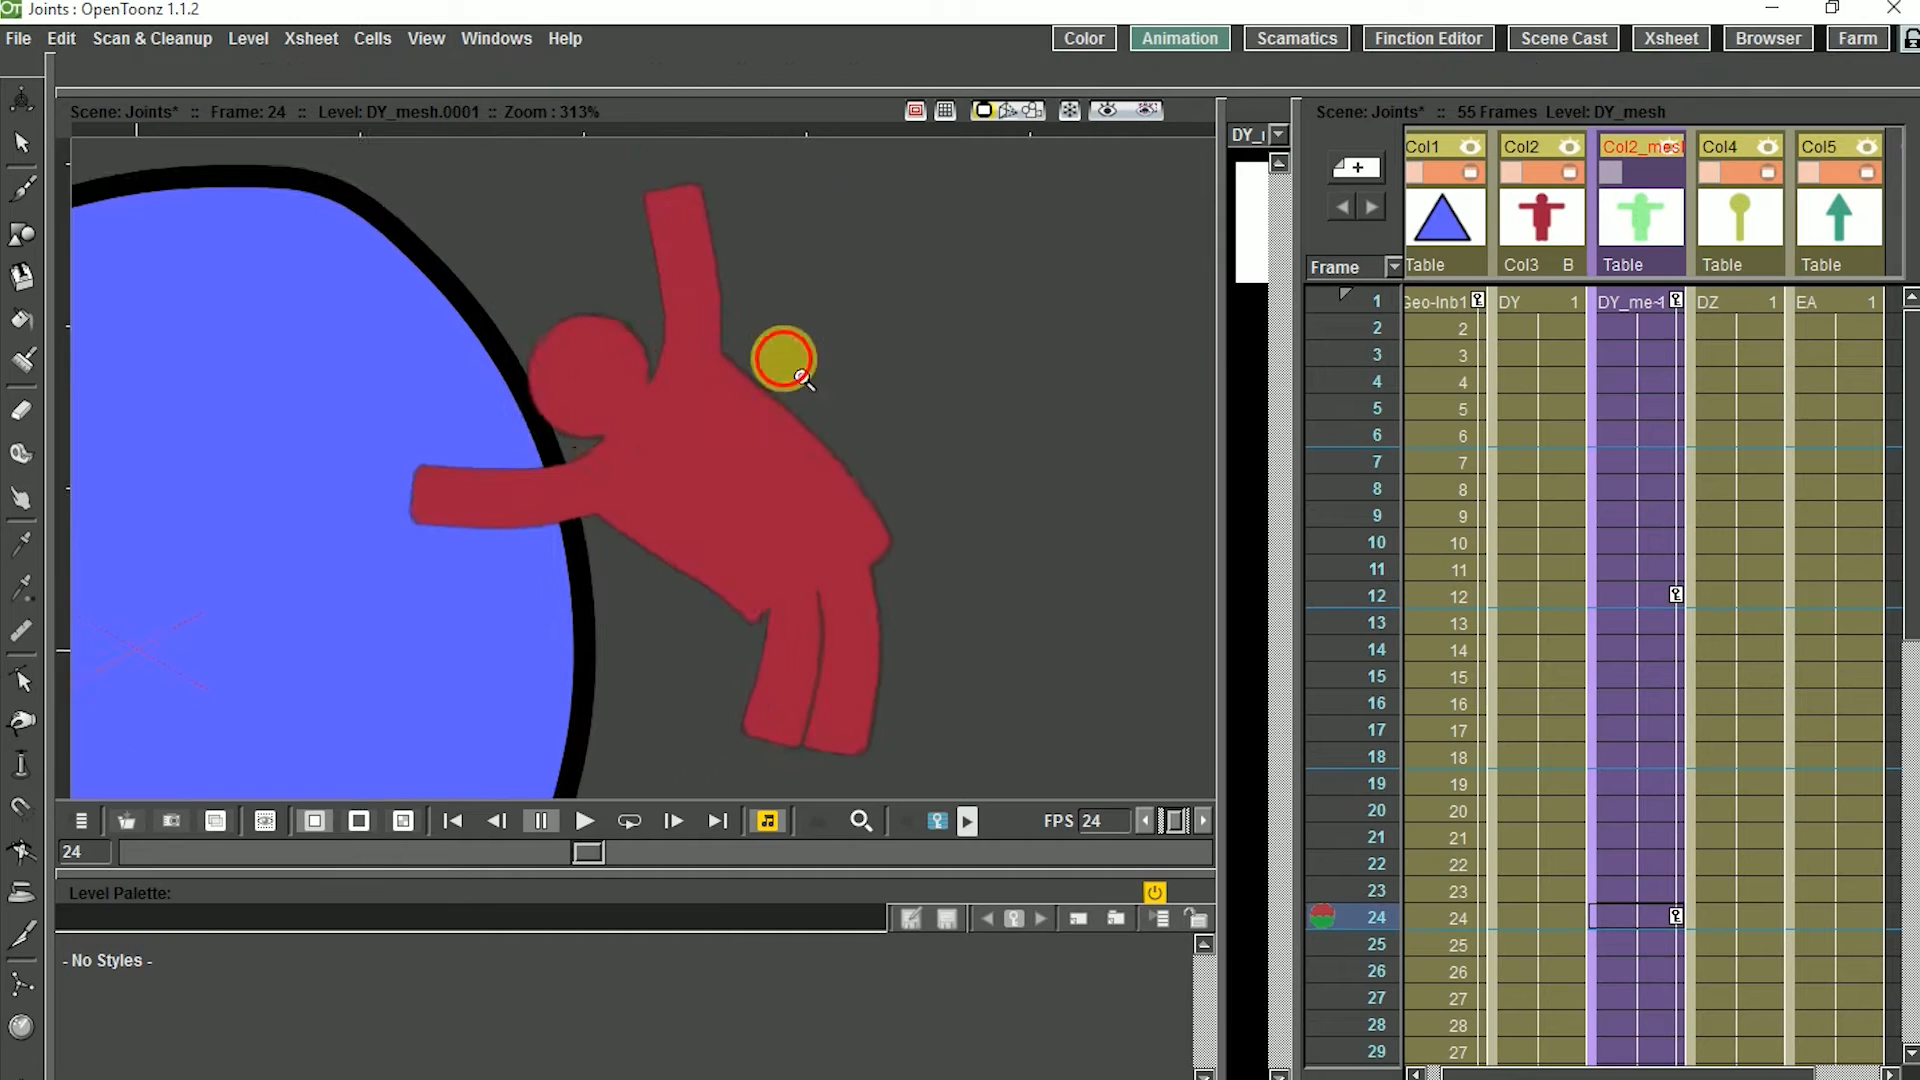 Joints : OpenToonz 1.1.2
File Edit Scan & Cleanup Level Xsheet Cells View Windows Help
Color Animation Scamatics Finction Editor Scene Cast Xsheet Browser Farm
Scene: Joints* :: Frame: 24 :: Level: DY_mesh.0001 :: Zoom : 313%
Scene: Joints* :: 55 Frames Level: DY_mesh
DY_
Col1 Col2 Col2_mesh Col4 Col5
Frame Table Col3 B Table Table Table
1 Geo-Inb1 DY 1 DY_me-1 DZ 1 EA 1
2 2
3 3
4 4
5 5
6 6
7 7
8 8
9 9
10 10
11 11
12 12
13 13
14 14
15 15
16 16
17 17
18 18
19 19
20 20
21 21
22 22
23 23
24 24
25 25
26 26
27 27
28 28
29 27
FPS 24
24
Level Palette:
- No Styles -